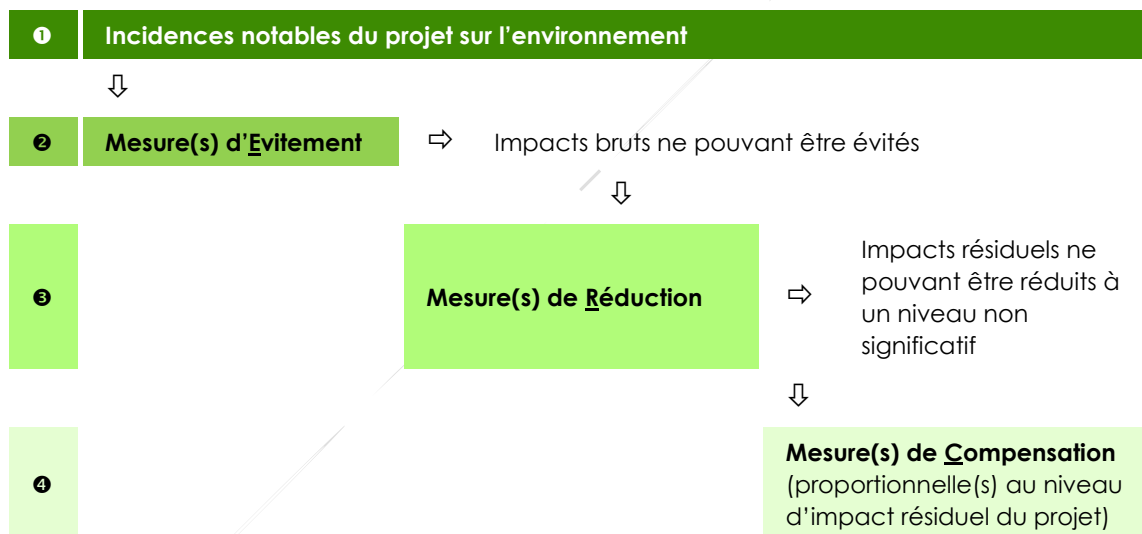 ❶ Incidences notables du projet sur l’environnement
⇩
❷ Mesure(s) d’Evitement ⇨ Impacts bruts ne pouvant être évités
⇩
❸ Mesure(s) de Réduction ⇨ Impacts résiduels ne
pouvant être réduits à
un niveau non
significatif
⇩
❹ Mesure(s) de Compensation
(proportionnelle(s) au niveau
d’impact résiduel du projet)